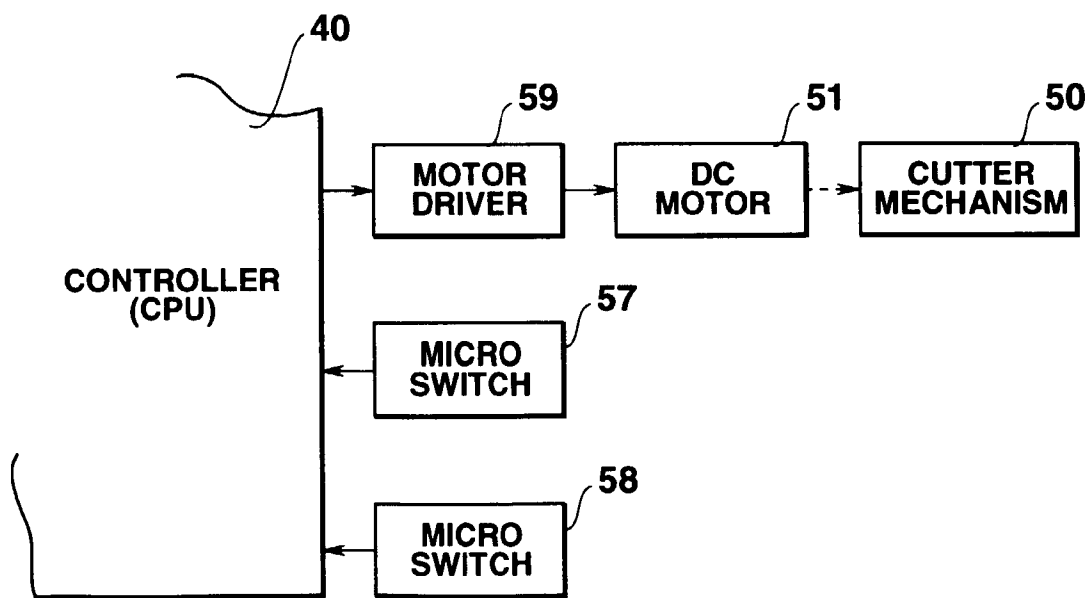 40
59
51
50
MOTOR
DRIVER
DC
MOTOR
CUTTER
MECHANISM
CONTROLLER
(CPU)
57
MICRO
SWITCH
58
MICRO
SWITCH